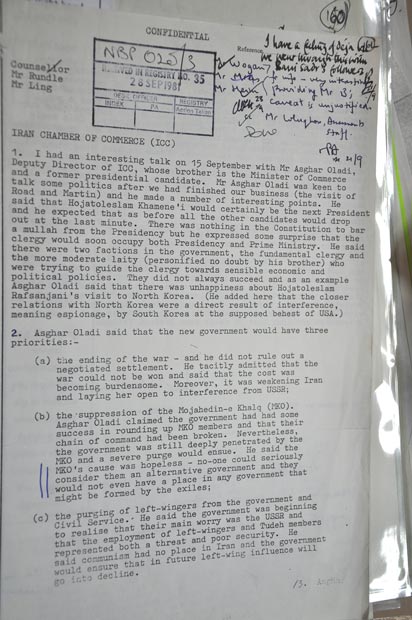 160
CONFIDENTIAL
Reference
NBP 025/3
RECEIVED IN REGISTRY NO. 35
28 SEP 1981
DESK OFFICER
REGISTRY
INDEX
PA
Action Taken
Counsellor
Mr Rundle
Mr Ling
I have a feeling of deja
caveat is unjustified.
IRAN CHAMBER OF COMMERCE (ICC)
1. I had an interesting talk on 15 September with Mr Asghar Oladi,
Deputy Director of ICC, whose brother is the Minister of Commerce
and a former presidential candidate. Mr Asghar Oladi was keen to
talk some politics after we had finished our business (the visit of
Road and Martin) and he made a number of interesting points. He
said that Hojatoleslam Khamene'i would certainly be the next President
and he expected that as before all the other candidates would drop
out at the last minute. There was nothing in the Constitution to bar
a mullah from the Presidency but he expressed some surprise that the
clergy would soon occupy both Presidency and Prime Ministry. He said
there were two factions in the government, the fundamental clergy and
the more moderate laity (personified no doubt by his brother) who
were trying to guide the clergy towards sensible economic and
political policies. They did not always succeed and as an example
Asghar Oladi said that there was unhappiness about Hojatoleslam
Rafsanjani's visit to North Korea. (He added here that the closer
relations with North Korea were a direct result of interference,
meaning espionage, by South Korea at the supposed behest of USA.)
2. Asghar Oladi said that the new government would have three
priorities:-
(a) the ending of the war - and he did not rule out a
negotiated settlement. He tacitly admitted that the
war could not be won and said that the cost was
becoming burdensome. Moreover, it was weakening Iran
and laying her open to interference from USSR;
(b) the suppression of the Mojahedin-e Khalq (MKO).
Asghar Oladi claimed the government had had some
success in rounding up MKO members and that their
chain of command had been broken. Nevertheless,
the government was still deeply penetrated by the
MKO and a severe purge would ensue. He said the
MKO's cause was hopeless - no-one could seriously
consider them an alternative government and they
would not even have a place in any government that
might be formed by the exiles;
(c) the purging of left-wingers from the government and
Civil Service. He said the government was beginning
to realise that their main worry was the USSR and
that the employment of left-wingers and Tudeh members
represented both a threat and poor security. He
said communism had no place in Iran and the government
would ensure that in future left-wing influence will
go into decline.
/3. Asghar